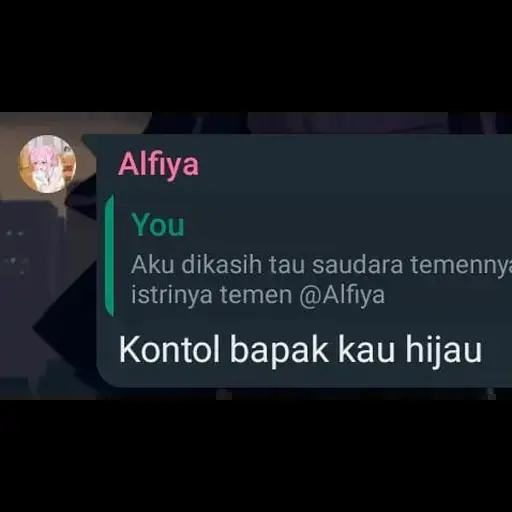 Alfiya
You
Aku dikasih tau saudara temennya
istrinya temen @Alfiya
Kontol bapak kau hijau